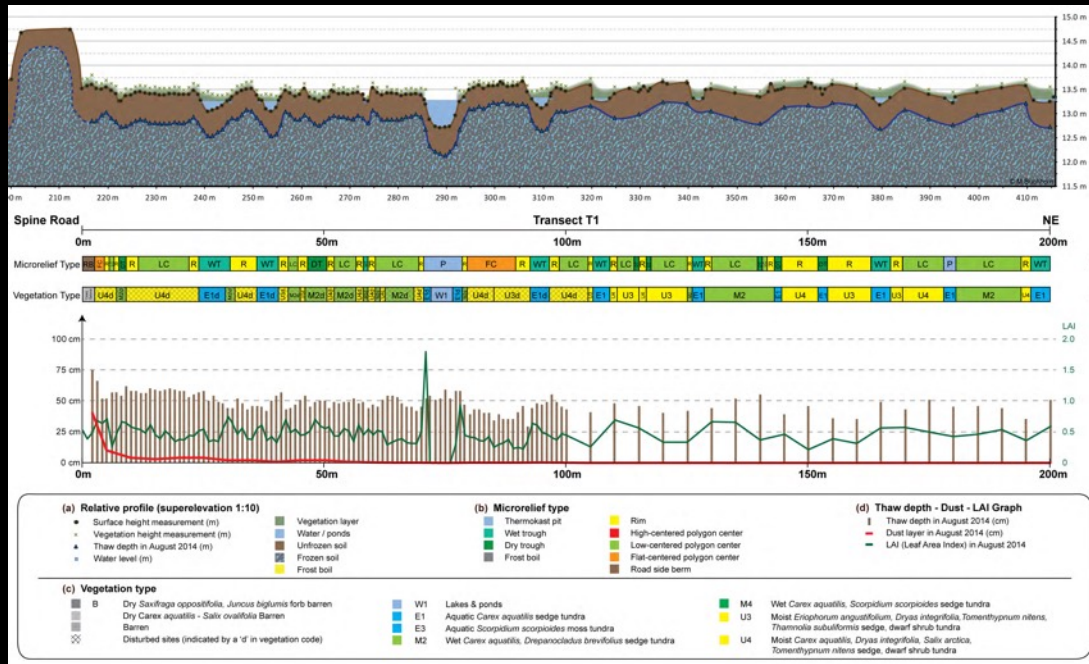 15.0 m
14.5 m
14.0 m
13.5 m
13.0 m
12.5 m
12.0 m
11.5 m
0 m 210 m 220 m 230 m 240 m 250 m 260 m 270 m 280 m 290 m 300 m 310 m 320 m 330 m 340 m 350 m 360 m 370 m 380 m 390 m 400 m 410 m
Spine Road Transect T1 NE
0m 50m 100m 150m 200m
Microrelief Type RB R LC R WT R WT R LC R DT R LC R LC P FC R WT R LC R WT R LC R LC R R WT R LC P LC R WT
Vegetation Type U4d U4d E1d U4d E1d M2d M2d M2d W1 U4d U3d U4d E1 U3 U3 E1 M2 U4 E1 U3 E1 U3 U4 E1 M2 U4 E1
LAI
100 cm 2.0
75 cm 1.5
50 cm 1.0
25 cm 0.5
0 cm 0
0m 50m 100m 150m 200m
(a) Relative profile (superelevation 1:10)
Surface height measurement (m)
Vegetation height measurement (m)
Thaw depth in August 2014 (m)
Water level (m)
Vegetation layer
Water / ponds
Unfrozen soil
Frozen soil
Frost boil
(b) Microrelief type
Thermokast pit
Wet trough
Dry trough
Frost boil
Rim
High-centered polygon center
Low-centered polygon center
Flat-centered polygon center
Road side berm
(d) Thaw depth - Dust - LAI Graph
Thaw depth in August 2014 (cm)
Dust layer in August 2014 (cm)
LAI (Leaf Area Index) in August 2014
(c) Vegetation type
B Dry Saxifraga oppositifolia, Juncus biglumis forb barren
Dry Carex aquatilis - Salix ovalifolia Barren
Barren
Disturbed sites (indicated by a 'd' in vegetation code)
W1 Lakes & ponds
E1 Aquatic Carex aquatilis sedge tundra
E3 Aquatic Scorpidium scorpioides moss tundra
M2 Wet Carex aquatilis, Drepanocladus brevifolius sedge tundra
M4 Wet Carex aquatilis, Scorpidium scorpioides sedge tundra
U3 Moist Eriophorum angustifolium, Dryas integrifolia,Tomenthypnum nitens,
Thamnolia subuliformis sedge, dwarf shrub tundra
U4 Moist Carex aquatilis, Dryas integrifolia, Salix arctica,
Tomenthypnum nitens sedge, dwarf shrub tundra